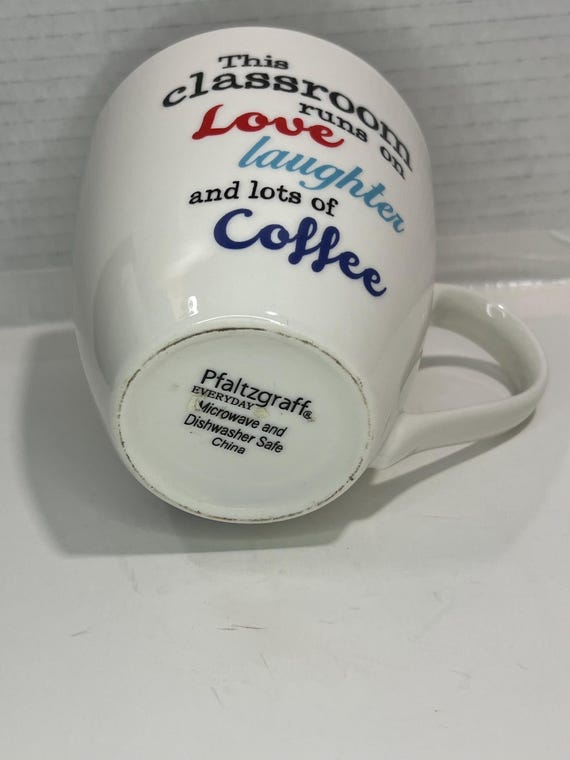 This
classroom
runs on
Love
laughter
and lots of
Coffee
Pfaltzgraff®
EVERYDAY
Microwave and
Dishwasher Safe
China